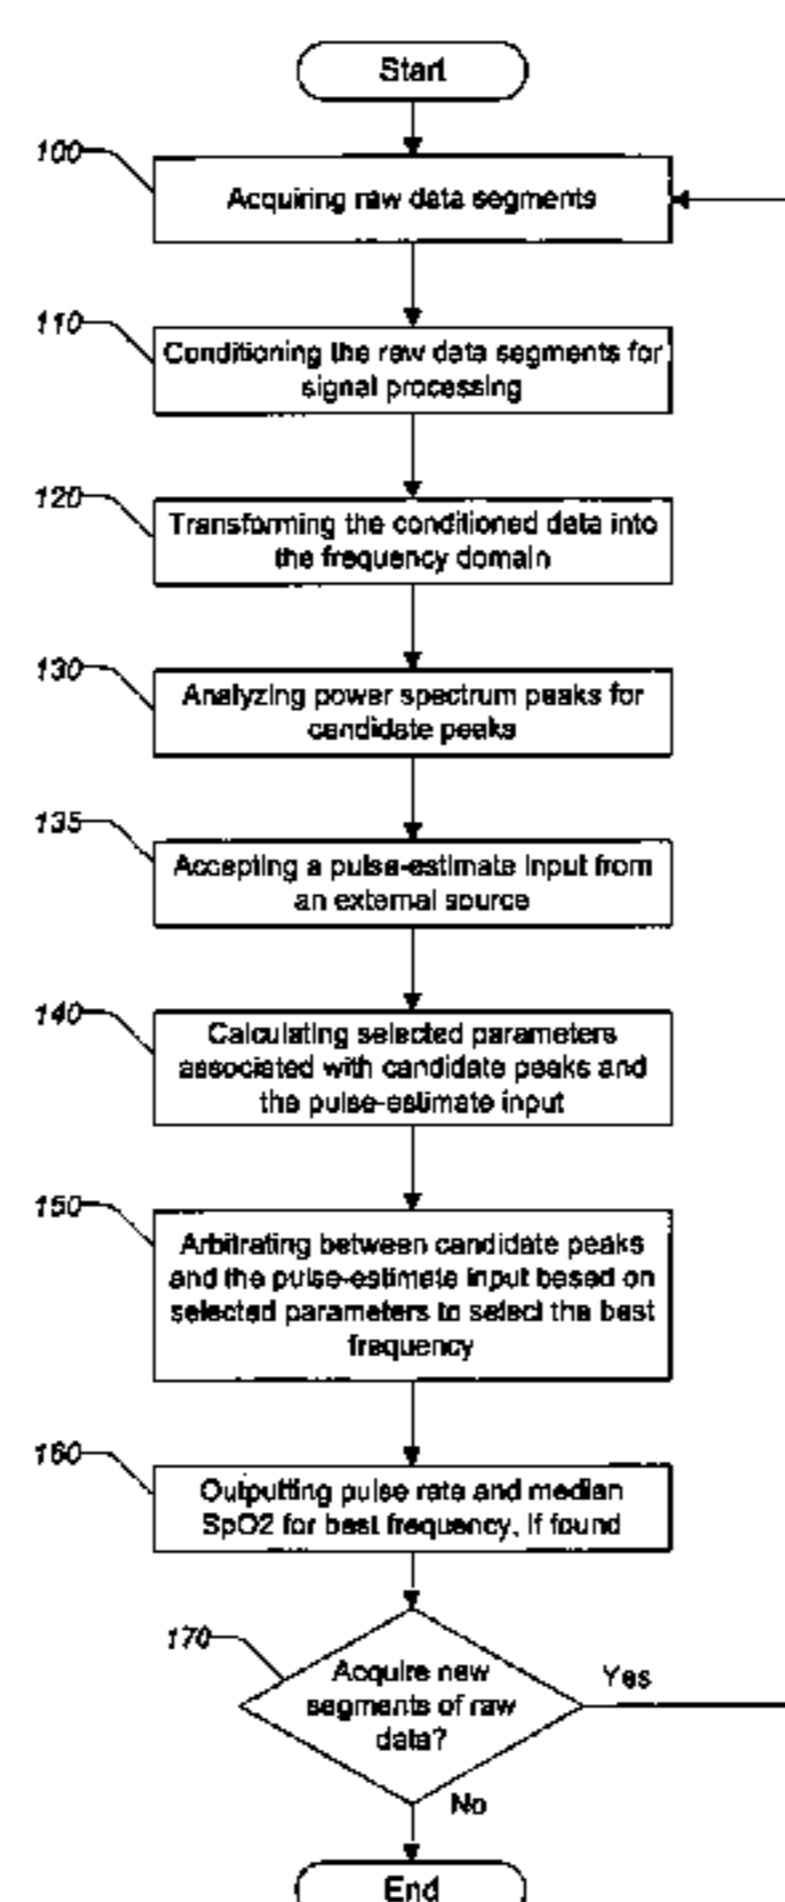 Start
100
Acquiring raw data segments
110
Conditioning the raw data segments for
signal processing
120
Transforming the conditioned data into
the frequency domain
130
Analyzing power spectrum peaks for
candidate peaks
135
Accepting a pulse-estimate input from
an external source
140
Calculating selected parameters
associated with candidate peaks and
the pulse-estimate input
150
Arbitrating between candidate peaks
and the pulse-estimate input based on
selected parameters to select the best
frequency
160
Outputting pulse rate and median
SpO2 for best frequency, if found
170
Acquire new
segments of raw
data?
Yes
No
End